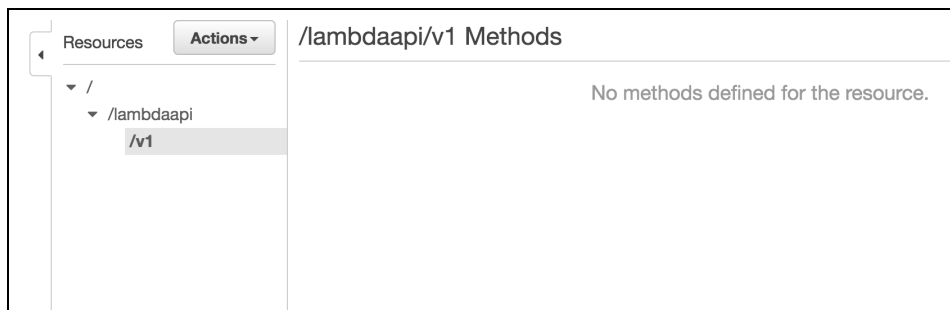 Resources
Actions
/lambdaapi/v1 Methods
/
/lambdaapi
/v1
No methods defined for the resource.